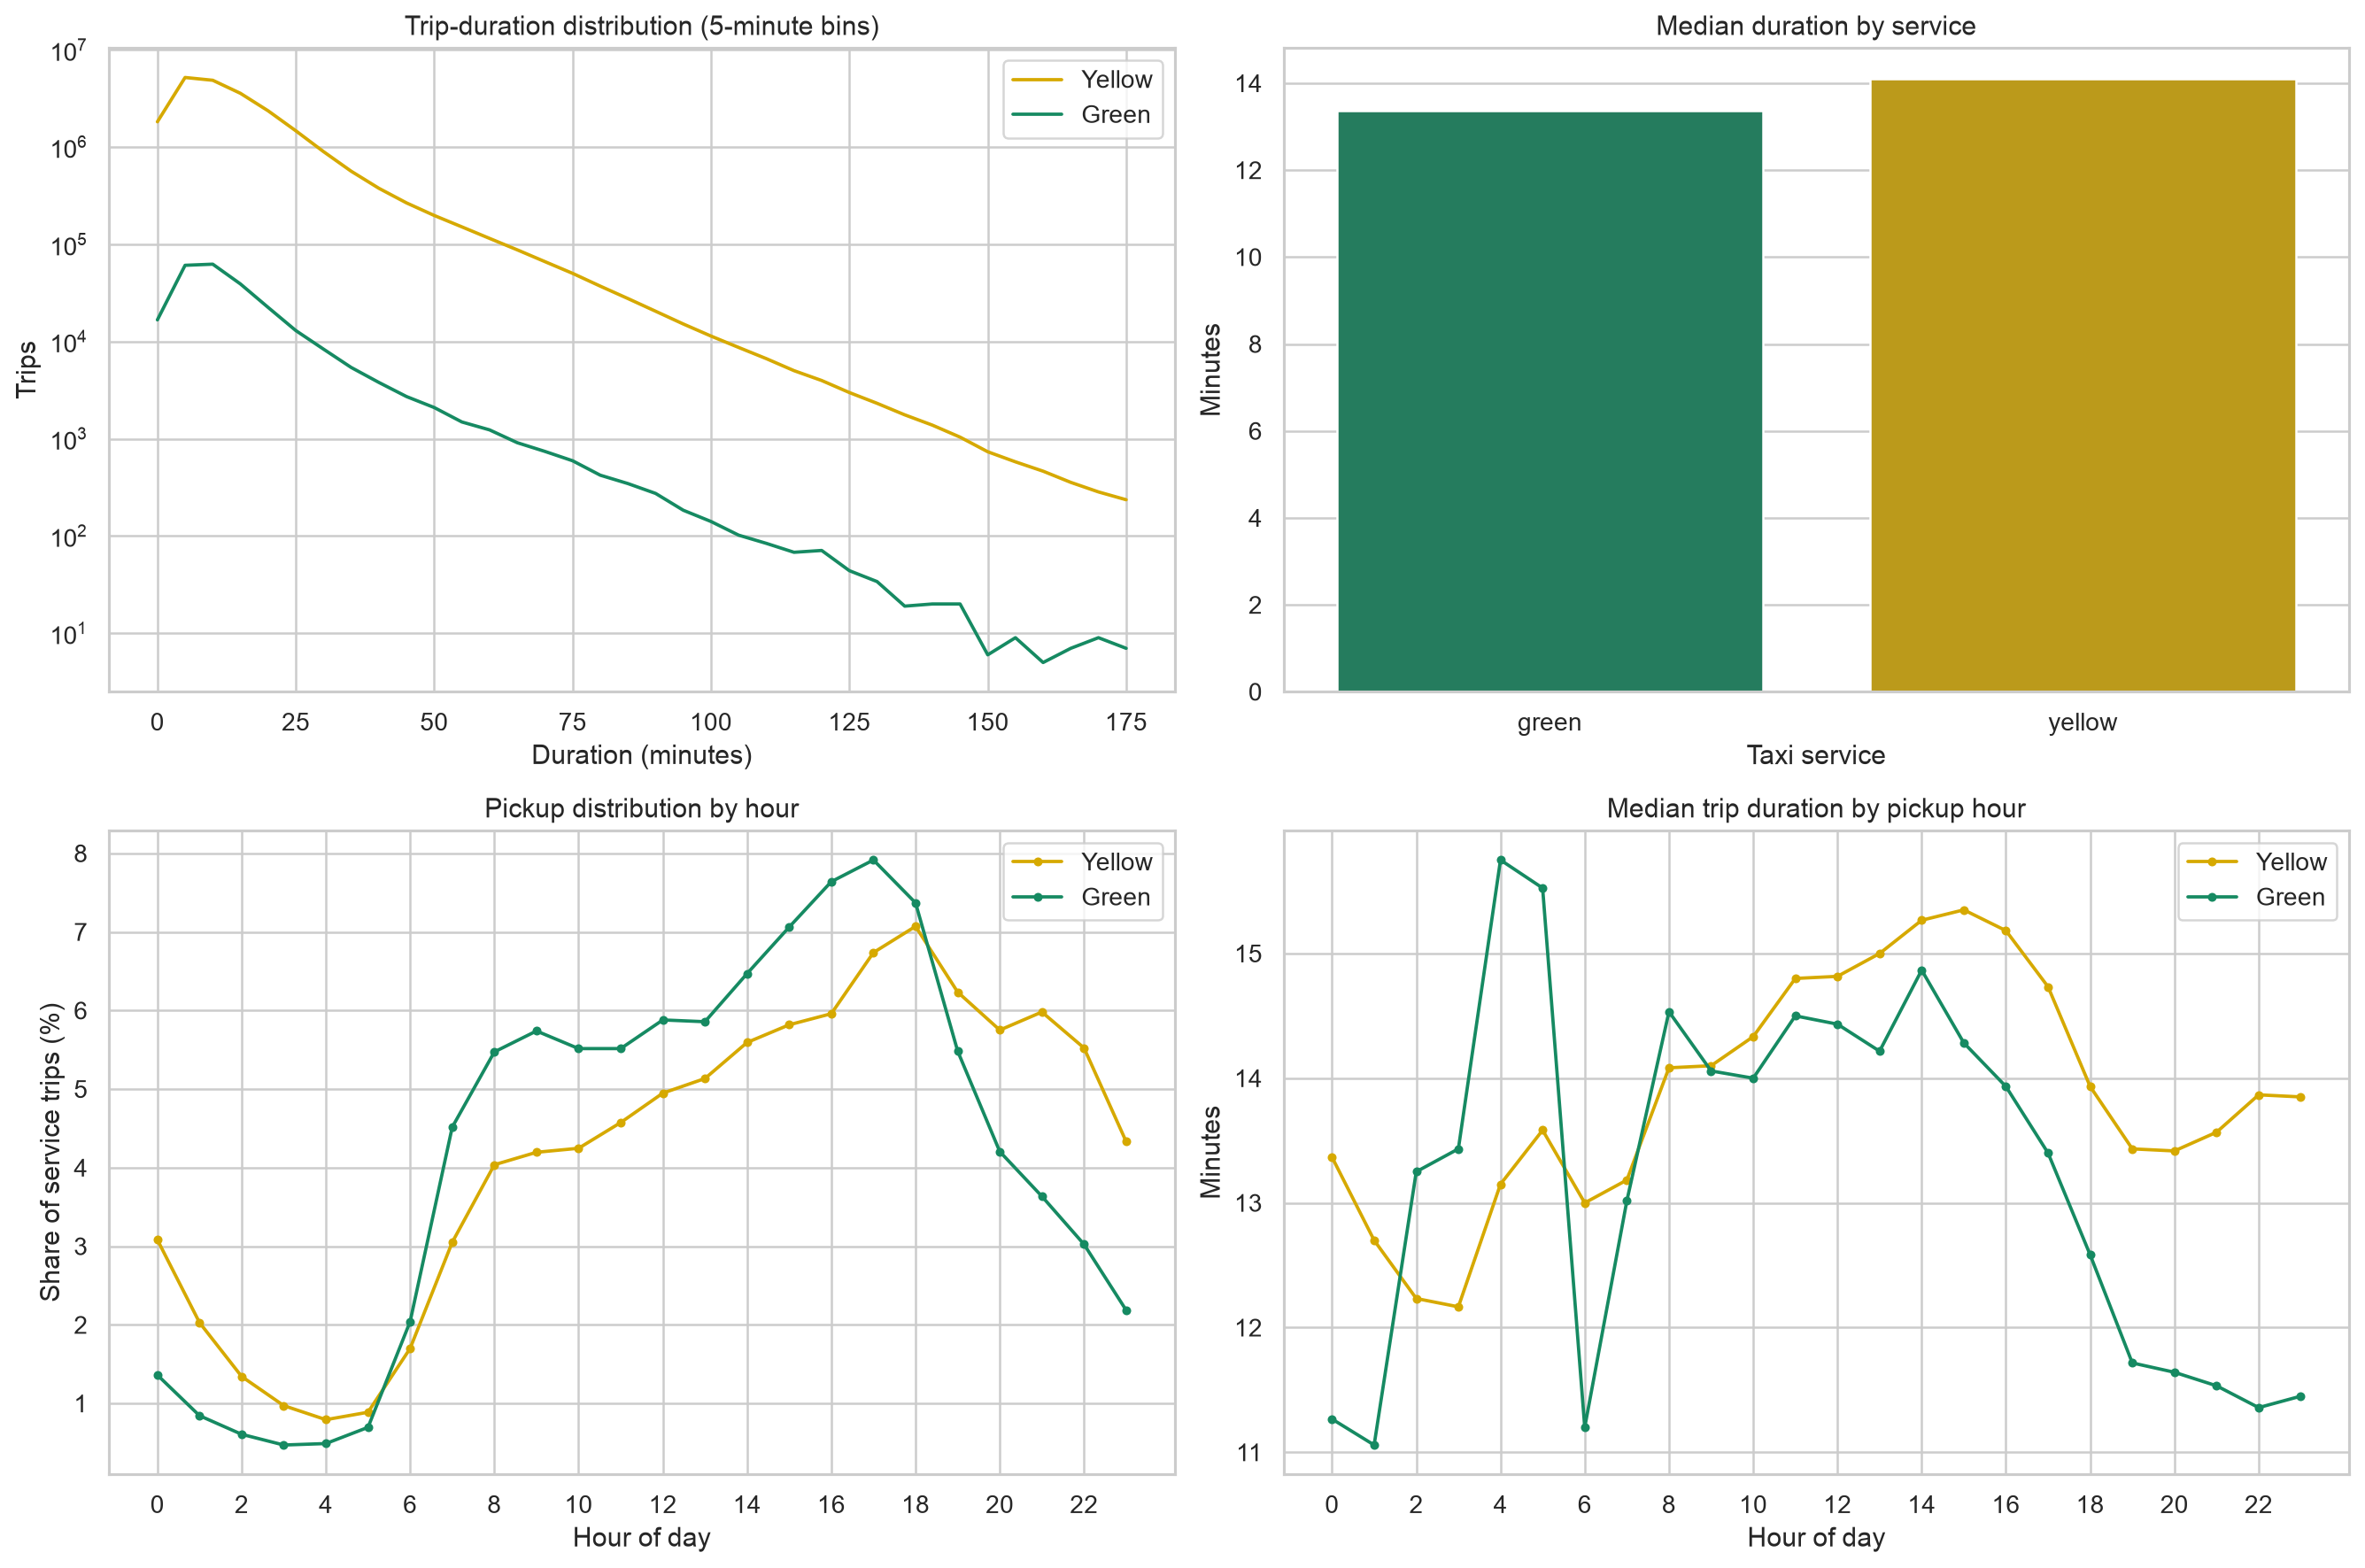 Trip-duration distribution (5-minute bins)
10^7
10^6
10^5
10^4
10^3
10^2
10^1
Trips
Yellow
Green
0 25 50 75 100 125 150 175
Duration (minutes)
Median duration by service
14
12
10
8
6
4
2
0
Minutes
green yellow
Taxi service
Pickup distribution by hour
8
7
6
5
4
3
2
1
Share of service trips (%)
Yellow
Green
0 2 4 6 8 10 12 14 16 18 20 22
Hour of day
Median trip duration by pickup hour
15
14
13
12
11
Minutes
Yellow
Green
0 2 4 6 8 10 12 14 16 18 20 22
Hour of day